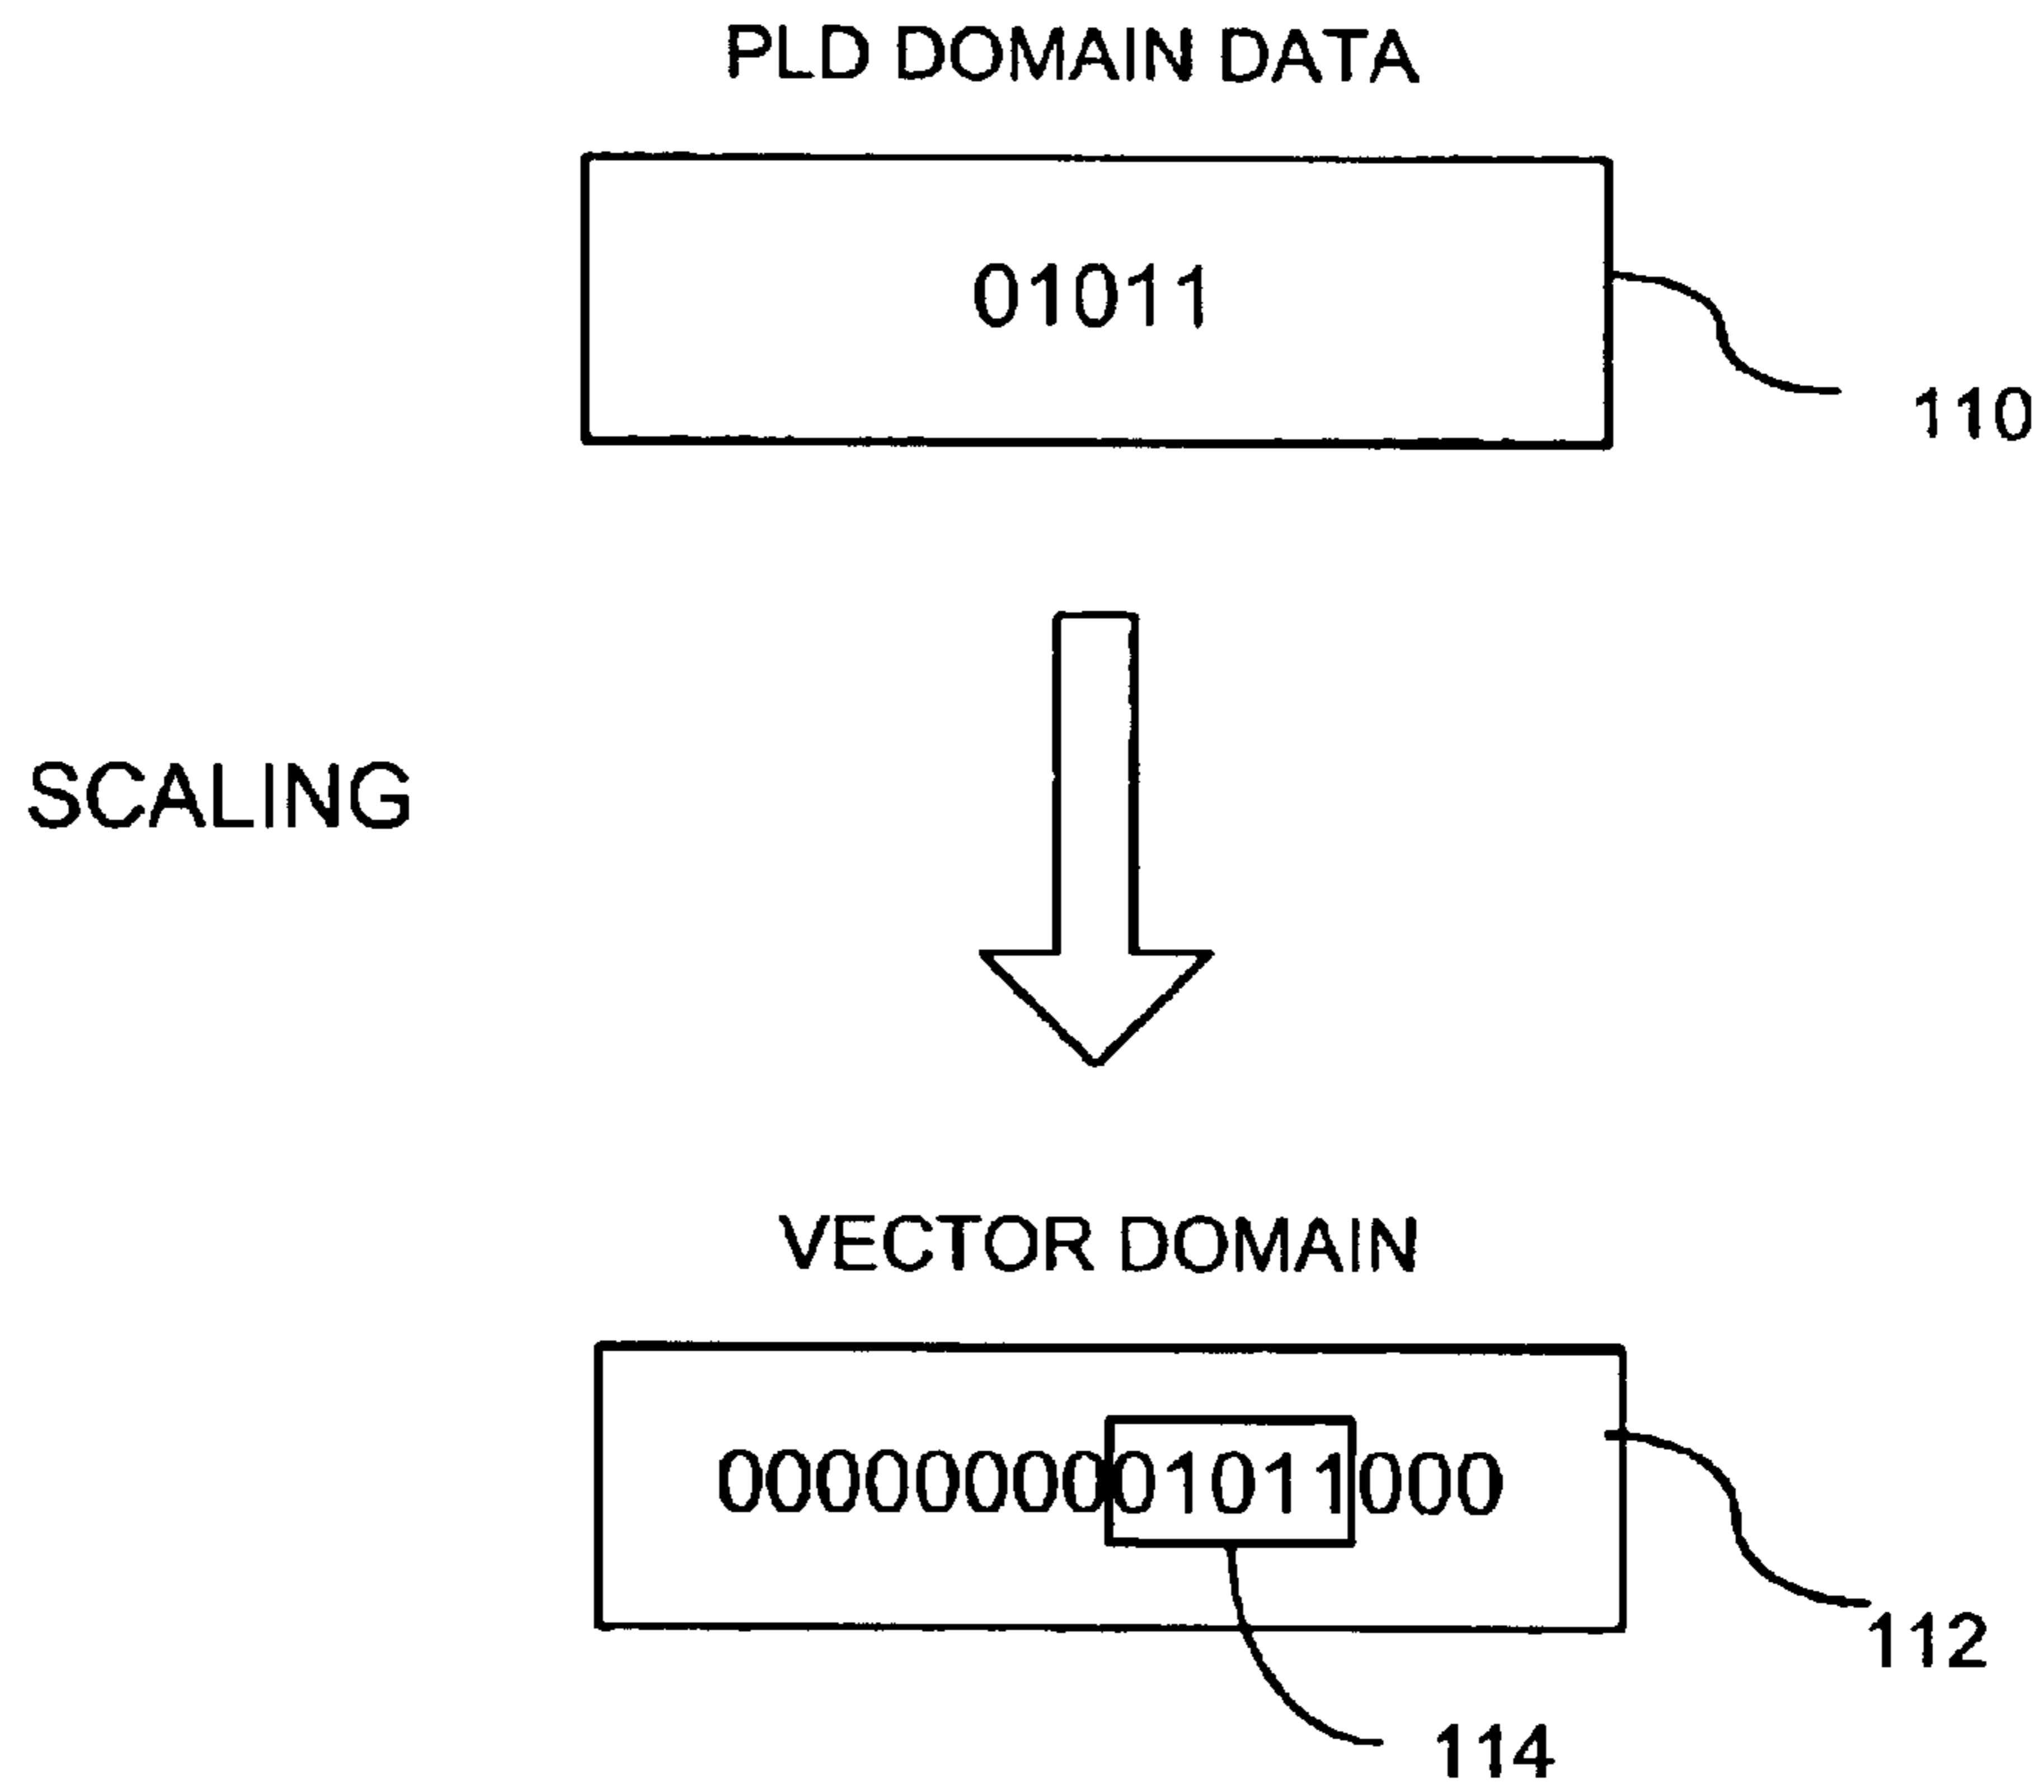 PLD DOMAIN DATA
01011
110
SCALING
VECTOR DOMAIN
0000000001011000
112
114